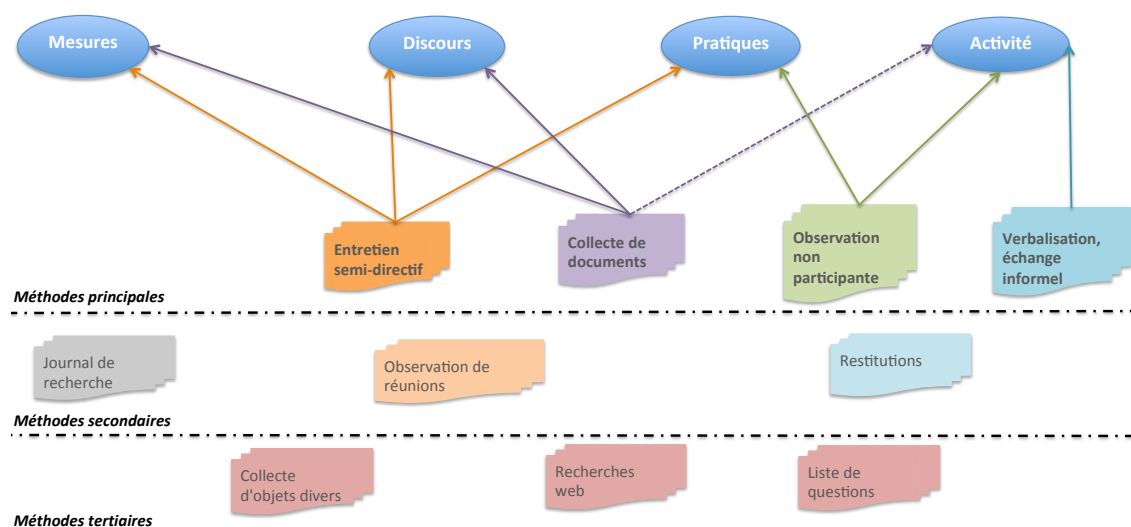 Mesures
Discours
Pratiques
Activité
Entretien
semi-directif
Collecte de
documents
Observation
non
participante
Verbalisation,
échange
informel
Méthodes principales
Journal de
recherche
Observation de
réunions
Restitutions
Méthodes secondaires
Collecte
d'objets divers
Recherches
web
Liste de
questions
Méthodes tertiaires